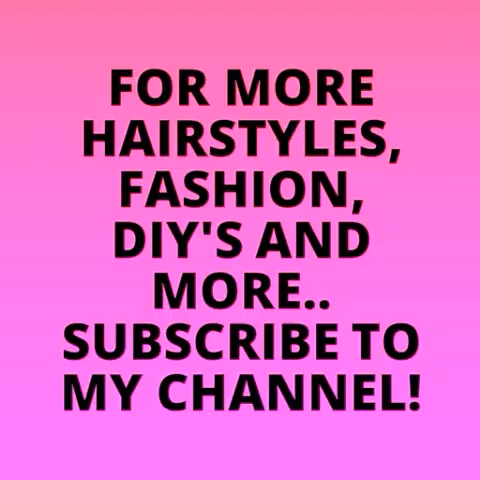 FOR MORE
HAIRSTYLES,
FASHION,
DIY'S AND
MORE..
SUBSCRIBE TO
MY CHANNEL!